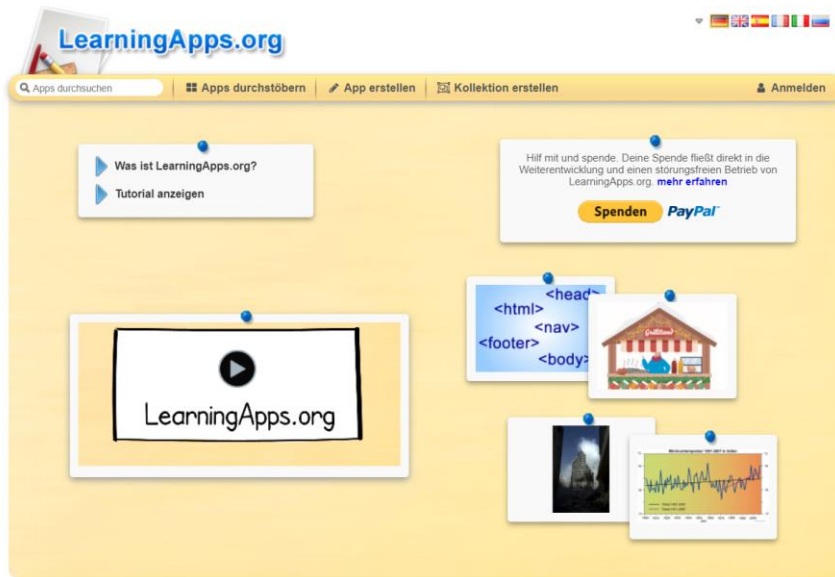 LearningApps.org
Apps durchsuchen
Apps durchstöbern
App erstellen
Kollektion erstellen
Anmelden
Was ist LearningApps.org?
Tutorial anzeigen
Hilf mit und spende. Deine Spende fließt direkt in die
Weiterentwicklung und einen störungsfreien Betrieb von
LearningApps.org. mehr erfahren
Spenden PayPal
LearningApps.org
<head>
<html>
<nav>
<footer>
<body>